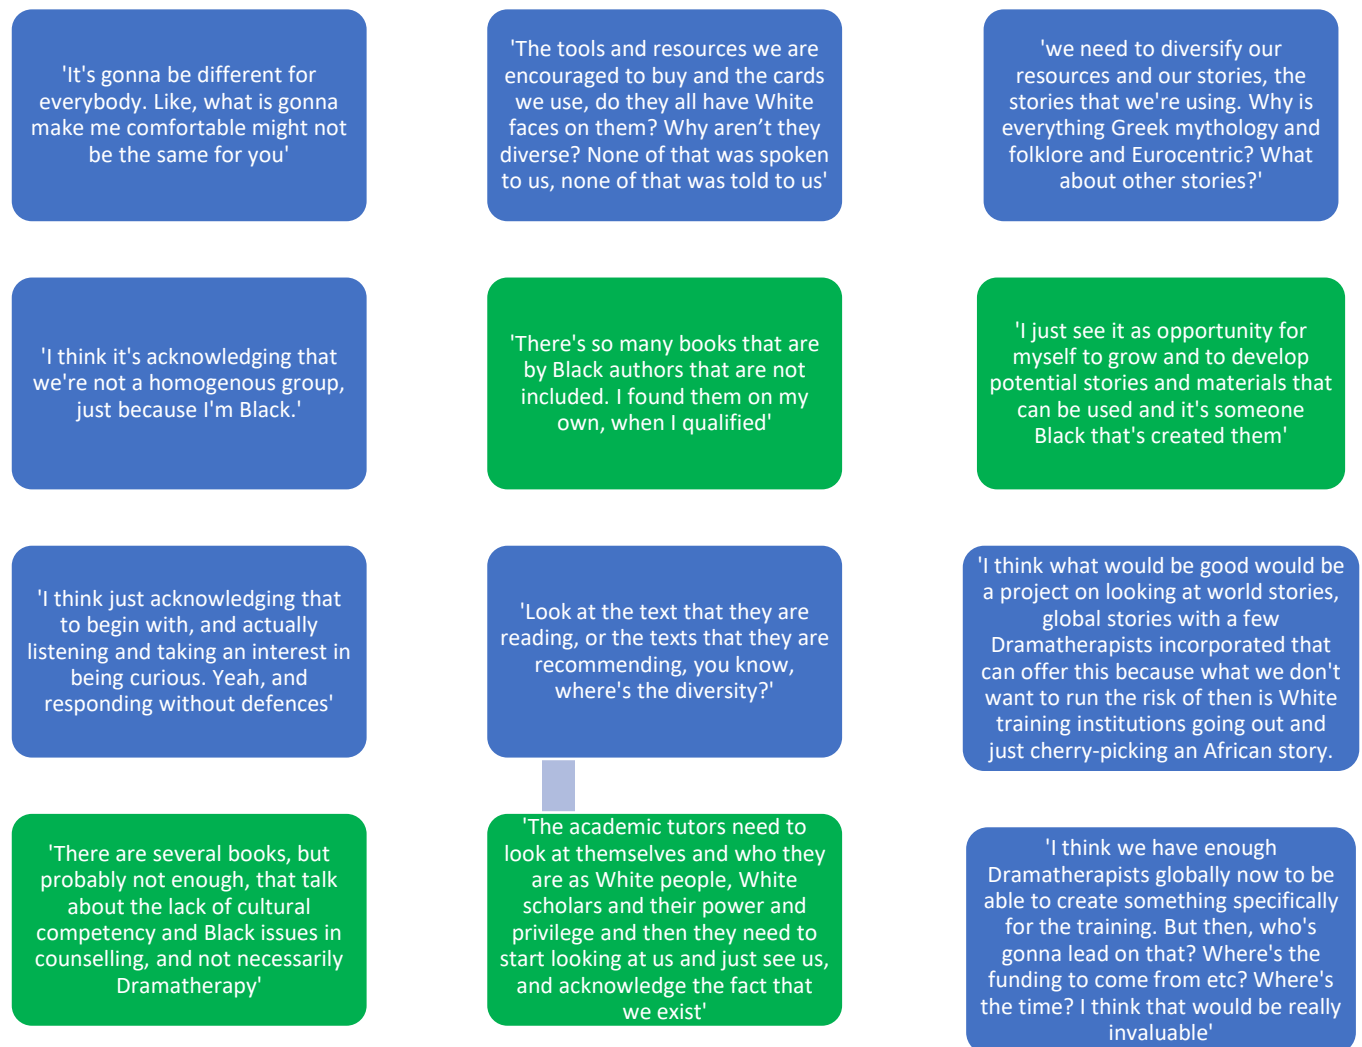 'It's gonna be different for
everybody. Like, what is gonna
make me comfortable might not
be the same for you'
'The tools and resources we are
encouraged to buy and the cards
we use, do they all have White
faces on them? Why aren’t they
diverse? None of that was spoken
to us, none of that was told to us'
'we need to diversify our
resources and our stories, the
stories that we're using. Why is
everything Greek mythology and
folklore and Eurocentric? What
about other stories?'
'I think it's acknowledging that
we're not a homogenous group,
just because I'm Black.'
'There's so many books that are
by Black authors that are not
included. I found them on my
own, when I qualified'
'I just see it as opportunity for
myself to grow and to develop
potential stories and materials that
can be used and it's someone
Black that's created them'
'I think just acknowledging that
to begin with, and actually
listening and taking an interest in
being curious. Yeah, and
responding without defences'
'Look at the text that they are
reading, or the texts that they are
recommending, you know,
where's the diversity?'
'I think what would be good would be
a project on looking at world stories,
global stories with a few
Dramatherapists incorporated that
can offer this because what we don't
want to run the risk of then is White
training institutions going out and
just cherry-picking an African story.
'There are several books, but
probably not enough, that talk
about the lack of cultural
competency and Black issues in
counselling, and not necessarily
Dramatherapy'
'The academic tutors need to
look at themselves and who they
are as White people, White
scholars and their power and
privilege and then they need to
start looking at us and just see us,
and acknowledge the fact that
we exist'
'I think we have enough
Dramatherapists globally now to be
able to create something specifically
for the training. But then, who's
gonna lead on that? Where's the
funding to come from etc? Where's
the time? I think that would be really
invaluable'